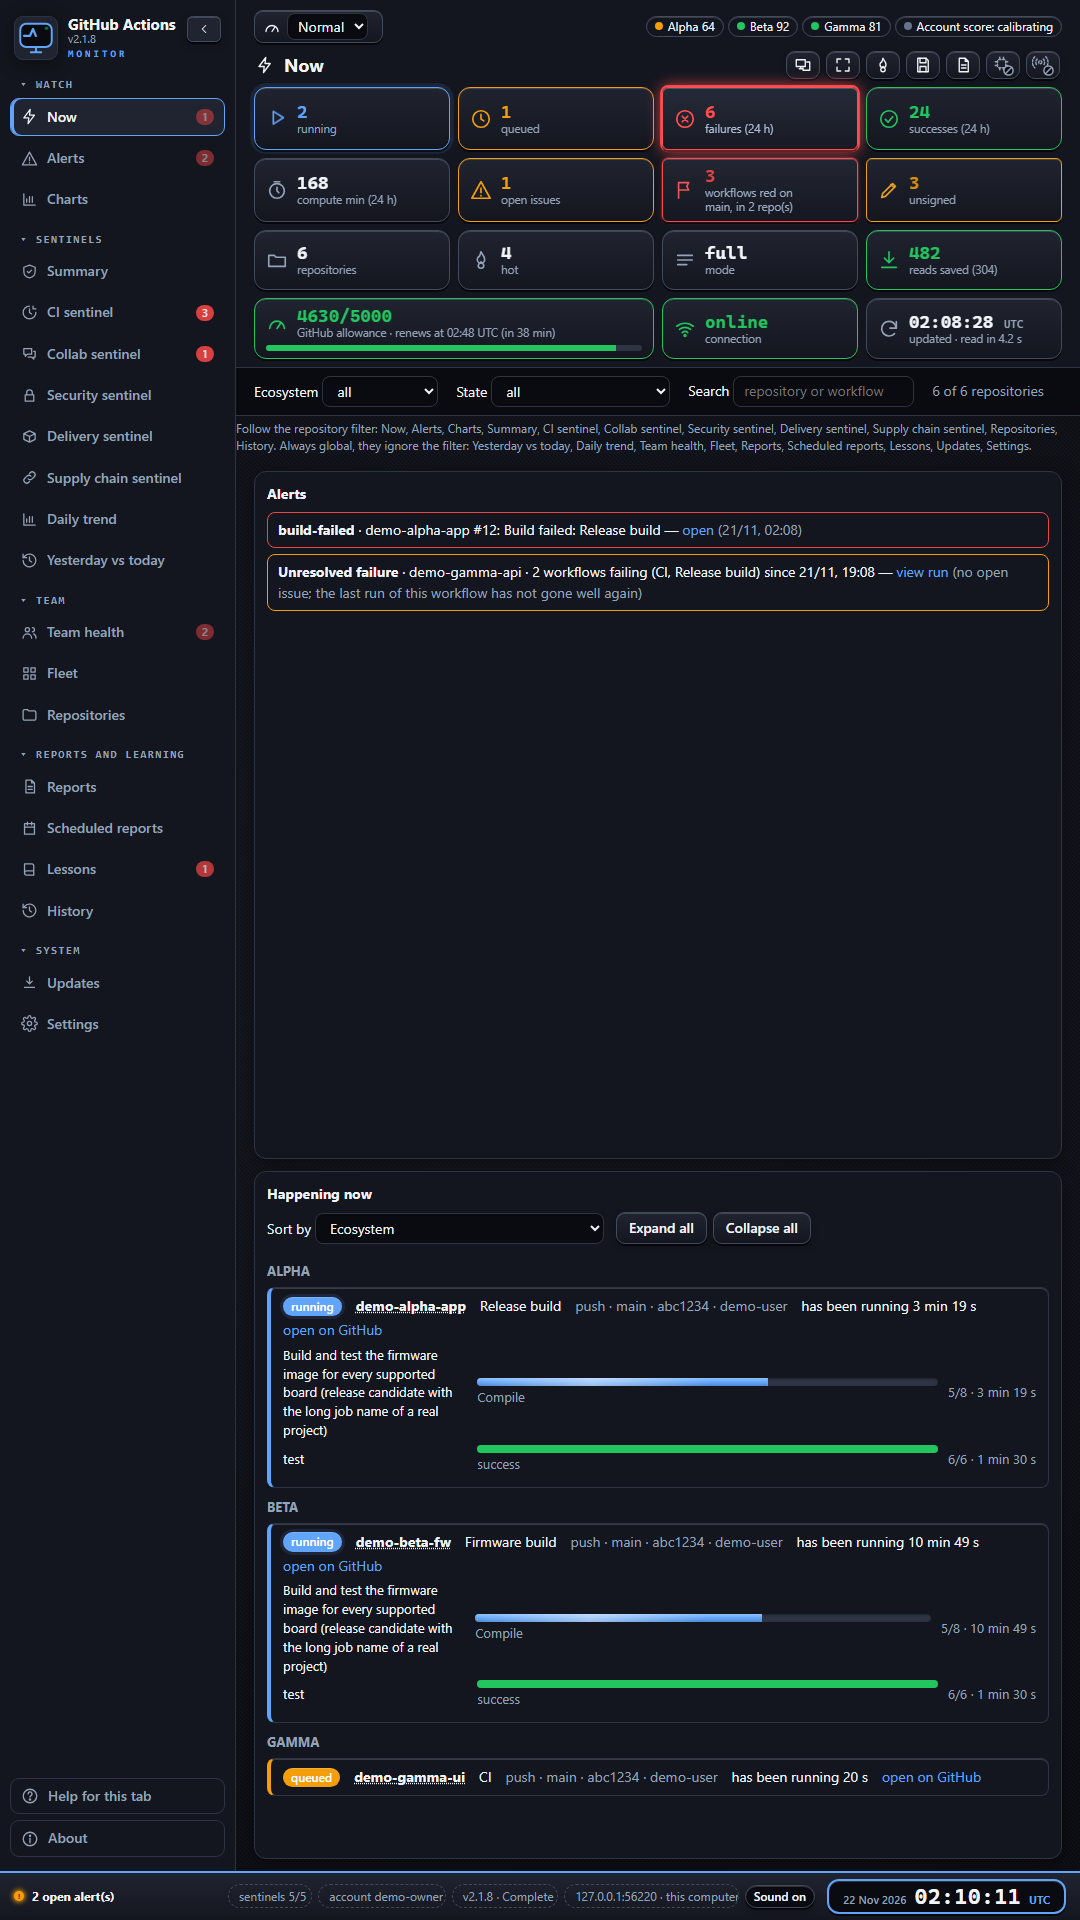 GitHub Actions
v2.1.8
MONITOR
WATCH
Now 1
Alerts 2
Charts
SENTINELS
Summary
CI sentinel 3
Collab sentinel 1
Security sentinel
Delivery sentinel
Supply chain sentinel
Daily trend
Yesterday vs today
TEAM
Team health 2
Fleet
Repositories
REPORTS AND LEARNING
Reports
Scheduled reports
Lessons 1
History
SYSTEM
Updates
Settings
Help for this tab
About
Normal
Alpha 64
Beta 92
Gamma 81
Account score: calibrating
Now
2
running
1
queued
6
failures (24 h)
24
successes (24 h)
168
compute min (24 h)
1
open issues
3
workflows red on
main, in 2 repo(s)
3
unsigned
6
repositories
4
hot
full
mode
482
reads saved (304)
4630/5000
GitHub allowance · renews at 02:48 UTC (in 38 min)
online
connection
02:08:28 UTC
updated · read in 4.2 s
Ecosystem all
State all
Search repository or workflow
6 of 6 repositories
Follow the repository filter: Now, Alerts, Charts, Summary, CI sentinel, Collab sentinel, Security sentinel, Delivery sentinel, Supply chain sentinel, Repositories,
History. Always global, they ignore the filter: Yesterday vs today, Daily trend, Team health, Fleet, Reports, Scheduled reports, Lessons, Updates, Settings.
Alerts
build-failed · demo-alpha-app #12: Build failed: Release build — open (21/11, 02:08)
Unresolved failure · demo-gamma-api · 2 workflows failing (CI, Release build) since 21/11, 19:08 — view run (no open
issue; the last run of this workflow has not gone well again)
Happening now
Sort by Ecosystem
Expand all
Collapse all
ALPHA
running demo-alpha-app Release build push · main · abc1234 · demo-user has been running 3 min 19 s
open on GitHub
Build and test the firmware
image for every supported
board (release candidate with
the long job name of a real
project)
Compile
5/8 · 3 min 19 s
test
success
6/6 · 1 min 30 s
BETA
running demo-beta-fw Firmware build push · main · abc1234 · demo-user has been running 10 min 49 s
open on GitHub
Build and test the firmware
image for every supported
board (release candidate with
the long job name of a real
project)
Compile
5/8 · 10 min 49 s
test
success
6/6 · 1 min 30 s
GAMMA
queued demo-gamma-ui CI push · main · abc1234 · demo-user has been running 20 s open on GitHub
2 open alert(s)
sentinels 5/5
account demo-owner
v2.1.8 · Complete
127.0.0.1:56220 · this computer
Sound on
22 Nov 2026 02:10:11 UTC